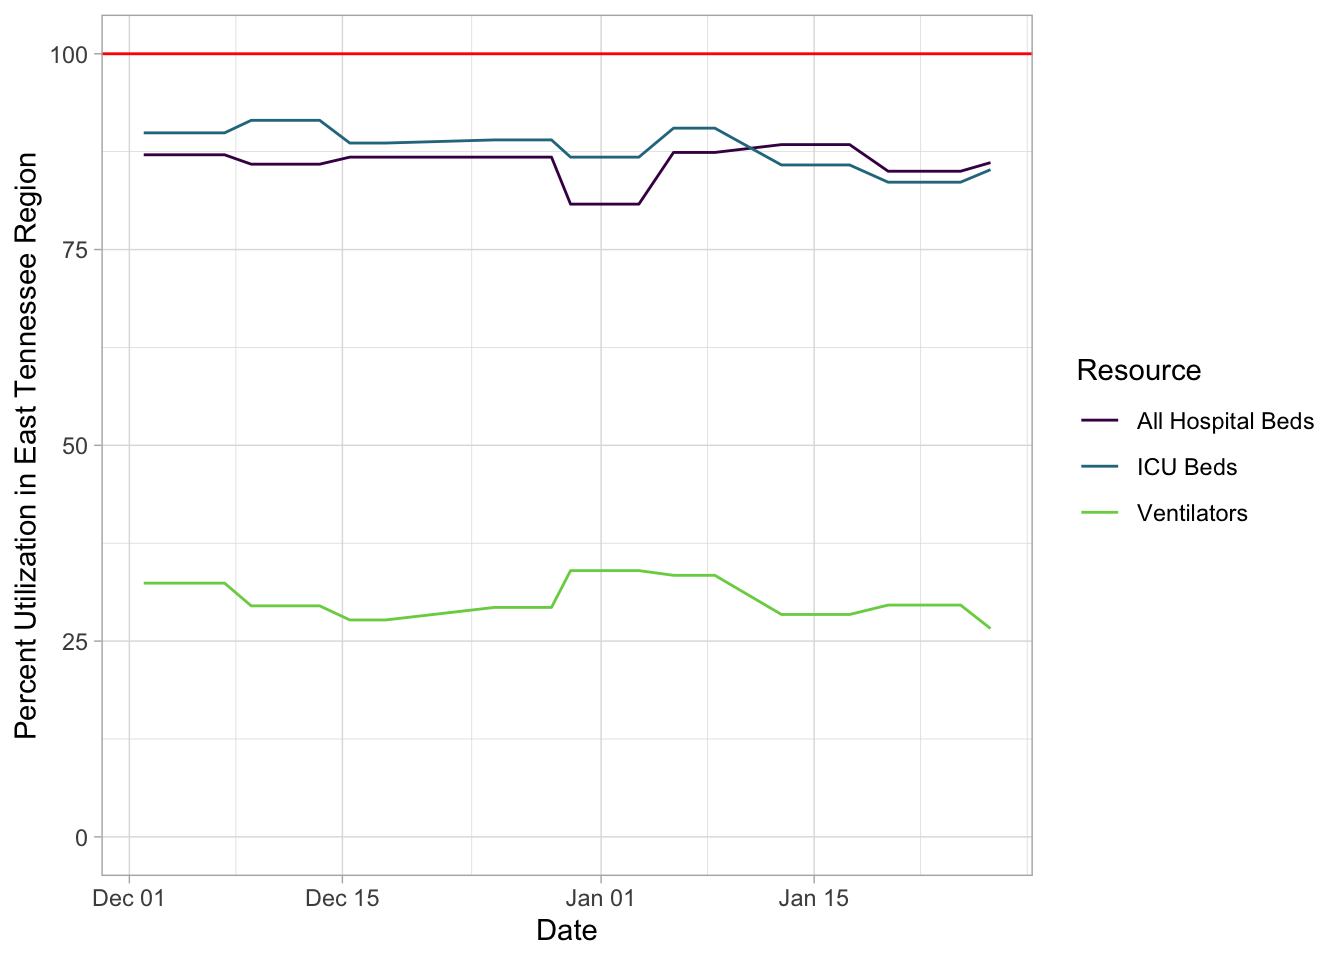 Percent Utilization in East Tennessee Region
100
75
50
25
0
Dec 01
Dec 15
Jan 01
Jan 15
Date
Resource
All Hospital Beds
ICU Beds
Ventilators